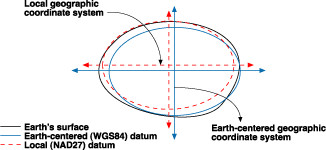 Local geographic
coordinate system
Earth's surface
Earth-centered (WGS84) datum
Local (NAD27) datum
Earth-centered geographic
coordinate system